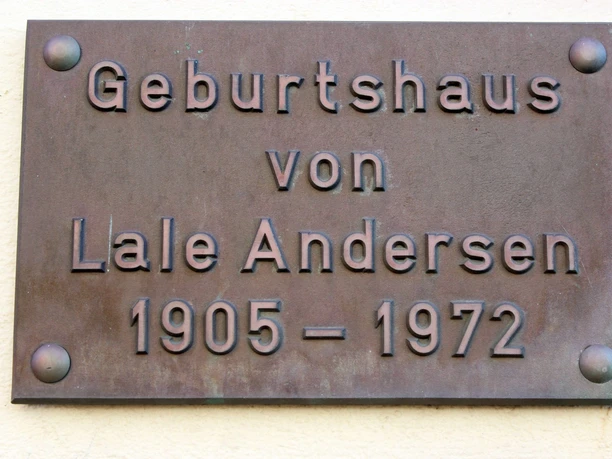 Geburtshaus
von
Lale Andersen
1905 – 1972